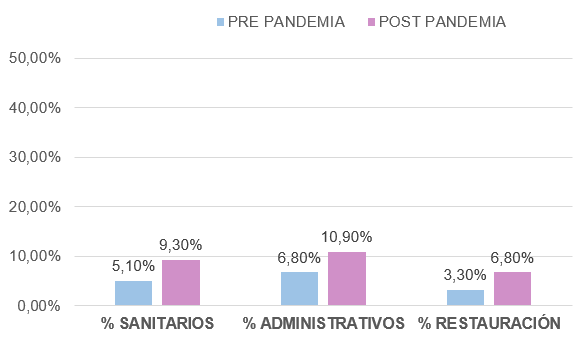 PRE PANDEMIA POST PANDEMIA
50,00%
40,00%
30,00%
20,00%
10,00%
0,00%
5,10% 9,30% 6,80% 10,90% 3,30% 6,80%
% SANITARIOS % ADMINISTRATIVOS % RESTAURACIÓN